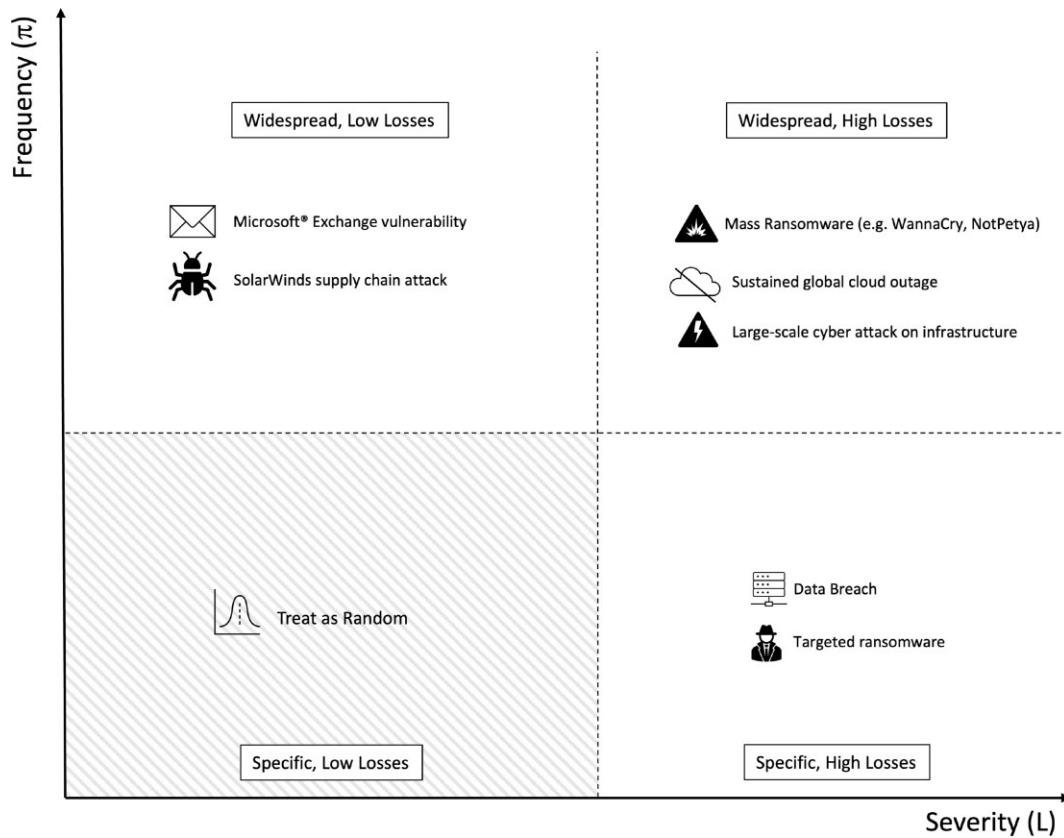 Frequency (π)
Widespread, Low Losses
Widespread, High Losses
Microsoft® Exchange vulnerability
SolarWinds supply chain attack
Mass Ransomware (e.g. WannaCry, NotPetya)
Sustained global cloud outage
Large-scale cyber attack on infrastructure
Treat as Random
Data Breach
Targeted ransomware
Specific, Low Losses
Specific, High Losses
Severity (L)